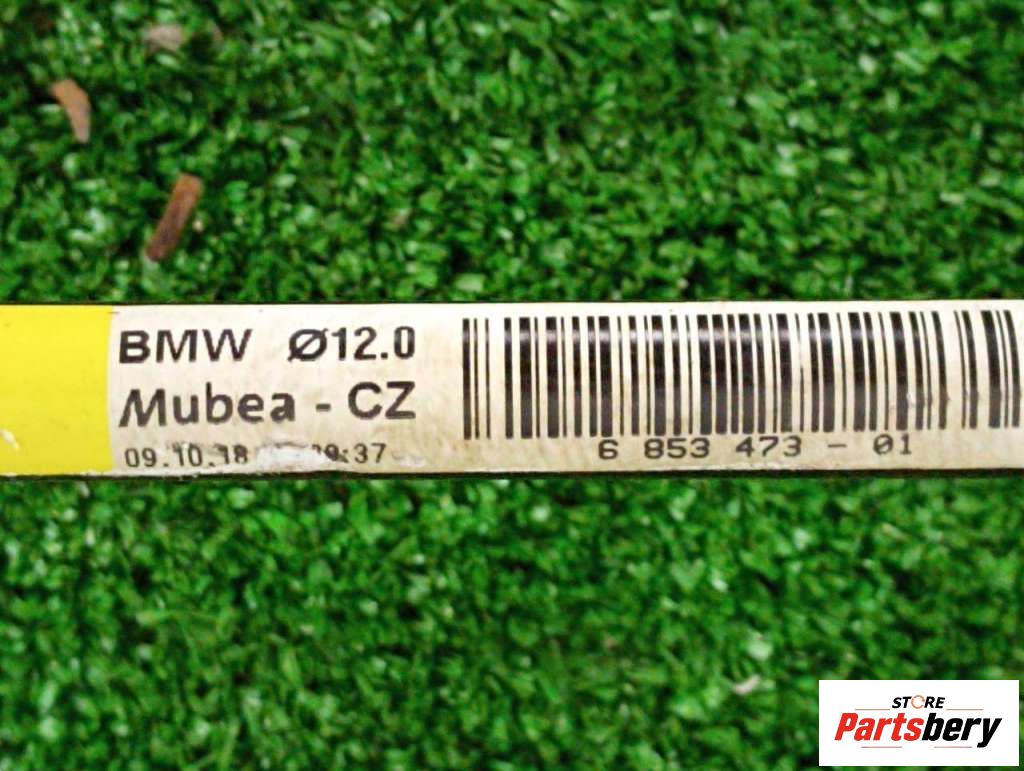 BMW Ø12.0
Mubea - CZ
09.10.18
6 853 473 - 01
STORE
Partsbery